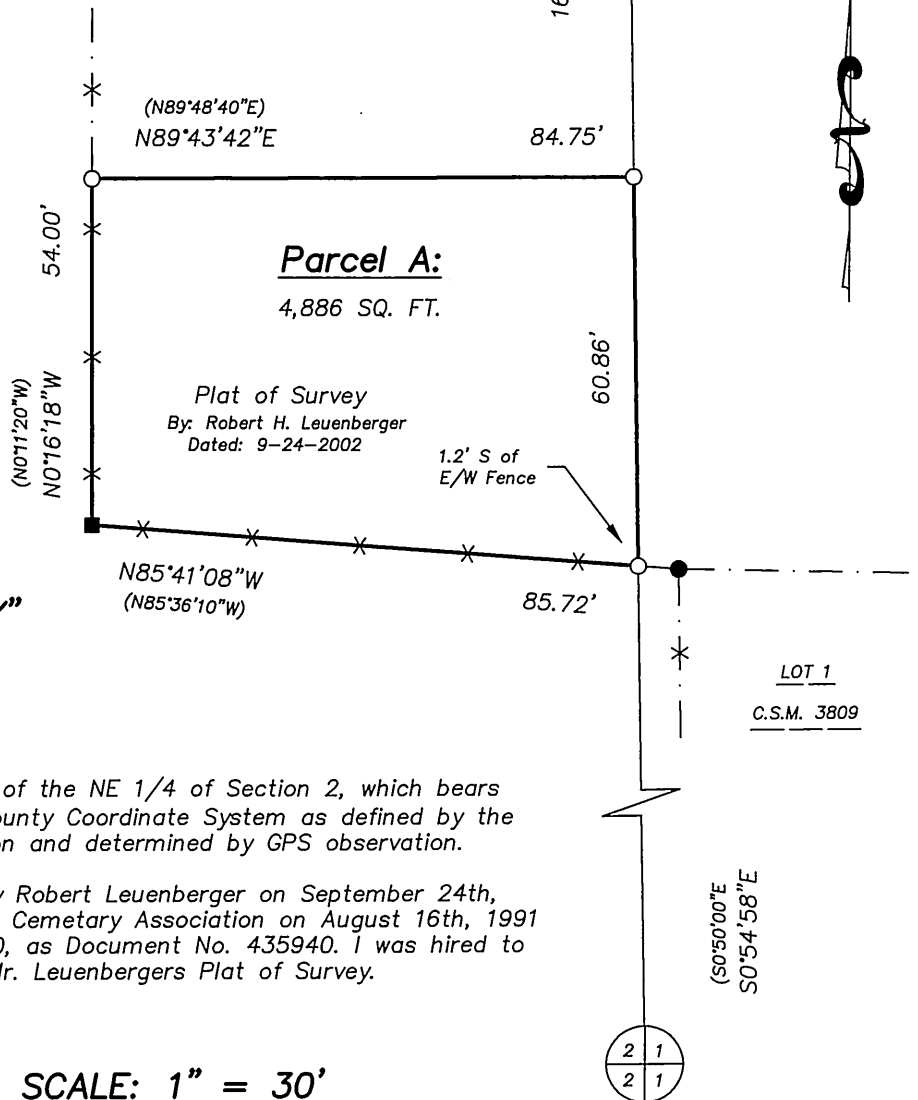 16
(N89°48'40"E)
N89°43'42"E
84.75'
54.00'
Parcel A:
4,886 SQ. FT.
60.86'
(N0°11'20"W)
N0°16'18"W
Plat of Survey
By: Robert H. Leuenberger
Dated: 9-24-2002
1.2' S of
E/W Fence
N85°41'08"W
(N85°36'10"W)
85.72'
LOT 1
C.S.M. 3809
of the NE 1/4 of Section 2, which bears
ounty Coordinate System as defined by the
on and determined by GPS observation.
Robert Leuenberger on September 24th,
Cemetary Association on August 16th, 1991
0, as Document No. 435940. I was hired to
r. Leuenbergers Plat of Survey.
(S0°50'00"E)
S0°54'58"E
2 1
2 1
SCALE: 1" = 30'